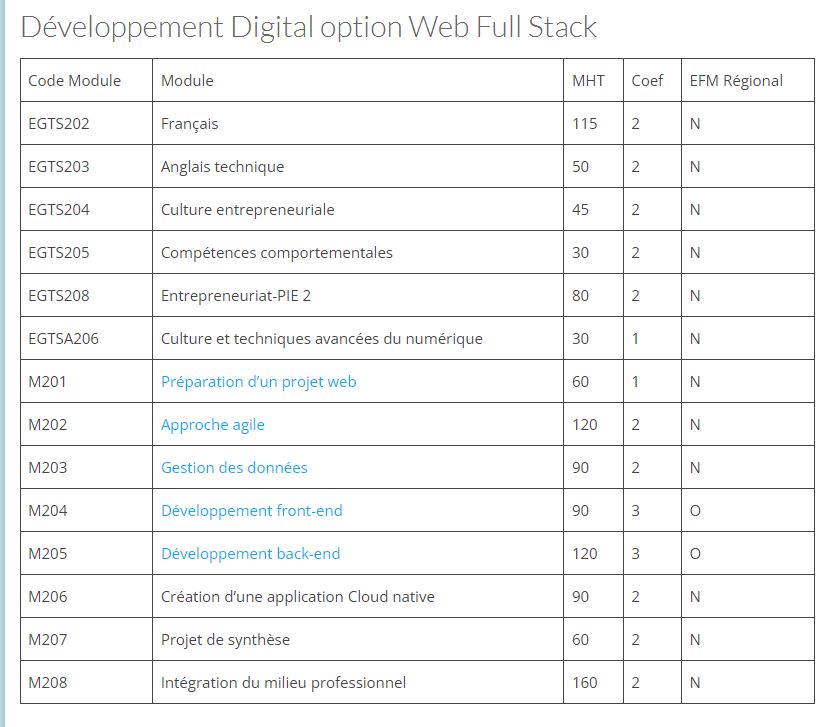 Développement Digital option Web Full Stack
Code Module Module MHT Coef EFM Régional
EGTS202 Français 115 2 N
EGTS203 Anglais technique 50 2 N
EGTS204 Culture entrepreneuriale 45 2 N
EGTS205 Compétences comportementales 30 2 N
EGTS208 Entrepreneuriat-PIE 2 80 2 N
EGTSA206 Culture et techniques avancées du numérique 30 1 N
M201 Préparation d’un projet web 60 1 N
M202 Approche agile 120 2 N
M203 Gestion des données 90 2 N
M204 Développement front-end 90 3 O
M205 Développement back-end 120 3 O
M206 Création d’une application Cloud native 90 2 N
M207 Projet de synthèse 60 2 N
M208 Intégration du milieu professionnel 160 2 N